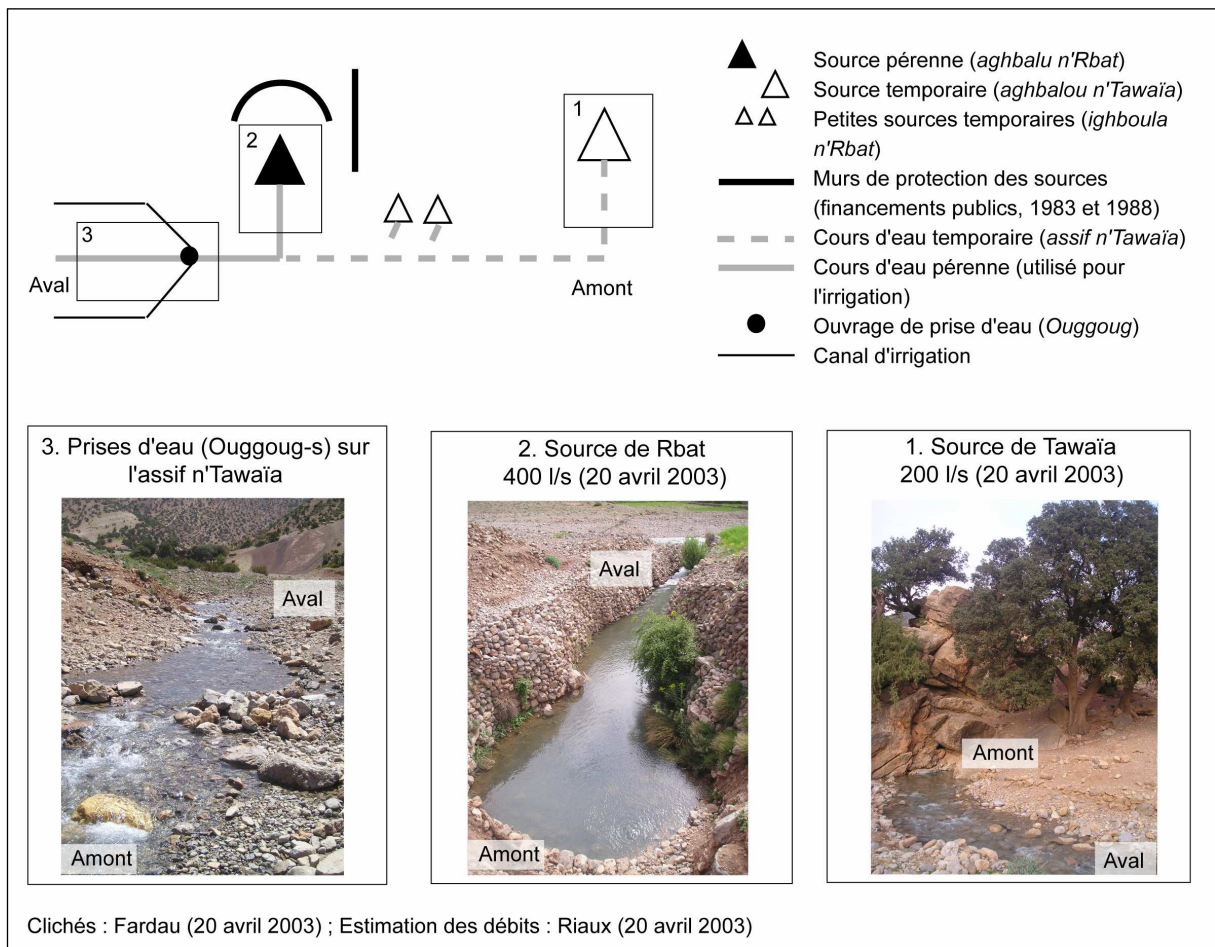 2
1
3
Aval
Amont
Source pérenne (aghbalu n'Rbat)
Source temporaire (aghbalou n'Tawaïa)
Petites sources temporaires (ighboula
n'Rbat)
Murs de protection des sources
(financements publics, 1983 et 1988)
Cours d'eau temporaire (assif n'Tawaïa)
Cours d'eau pérenne (utilisé pour
l'irrigation)
Ouvrage de prise d'eau (Ouggoug)
Canal d'irrigation
3. Prises d'eau (Ouggoug-s) sur
l'assif n'Tawaïa
Aval
Amont
2. Source de Rbat
400 l/s (20 avril 2003)
Aval
Amont
1. Source de Tawaïa
200 l/s (20 avril 2003)
Amont
Aval
Clichés : Fardau (20 avril 2003) ; Estimation des débits : Riaux (20 avril 2003)